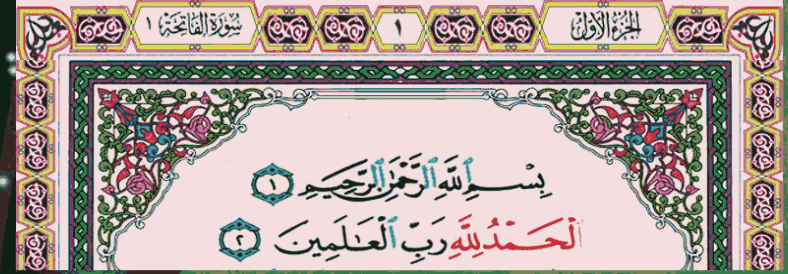 الجزء الأول ١ سورة الفاتحة ١
بِسْمِ ٱللَّهِ ٱلرَّحْمَٰنِ ٱلرَّحِيمِ ١
ٱلْحَمْدُ لِلَّهِ رَبِّ ٱلْعَٰلَمِينَ ٢